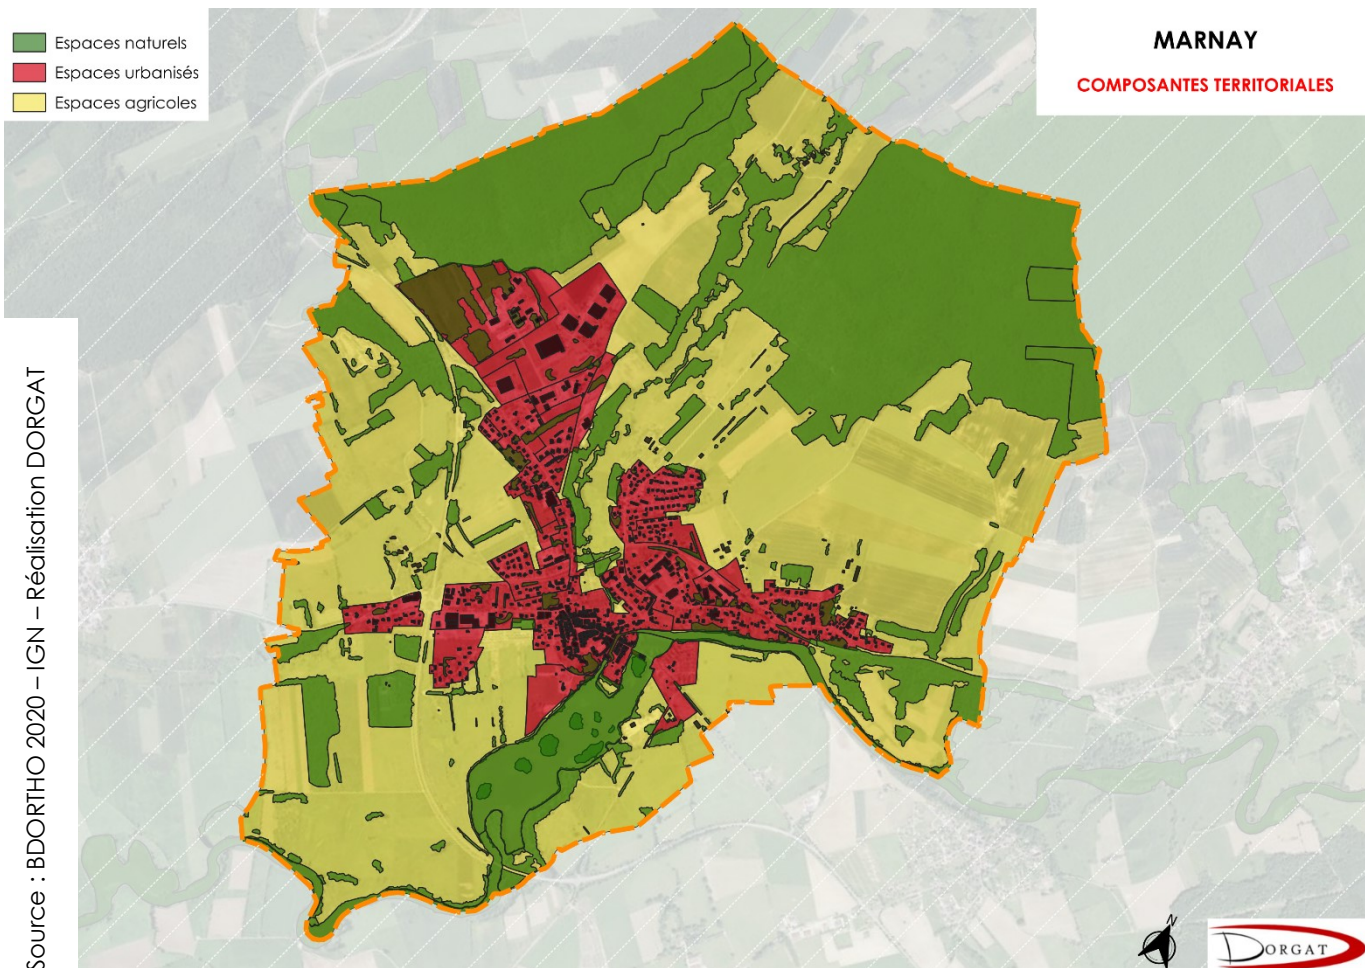 Espaces naturels
Espaces urbanisés
Espaces agricoles
MARNAY
COMPOSANTES TERRITORIALES
Source : BDORTHO 2020 – IGN – Réalisation DORGAT
N
DORGAT